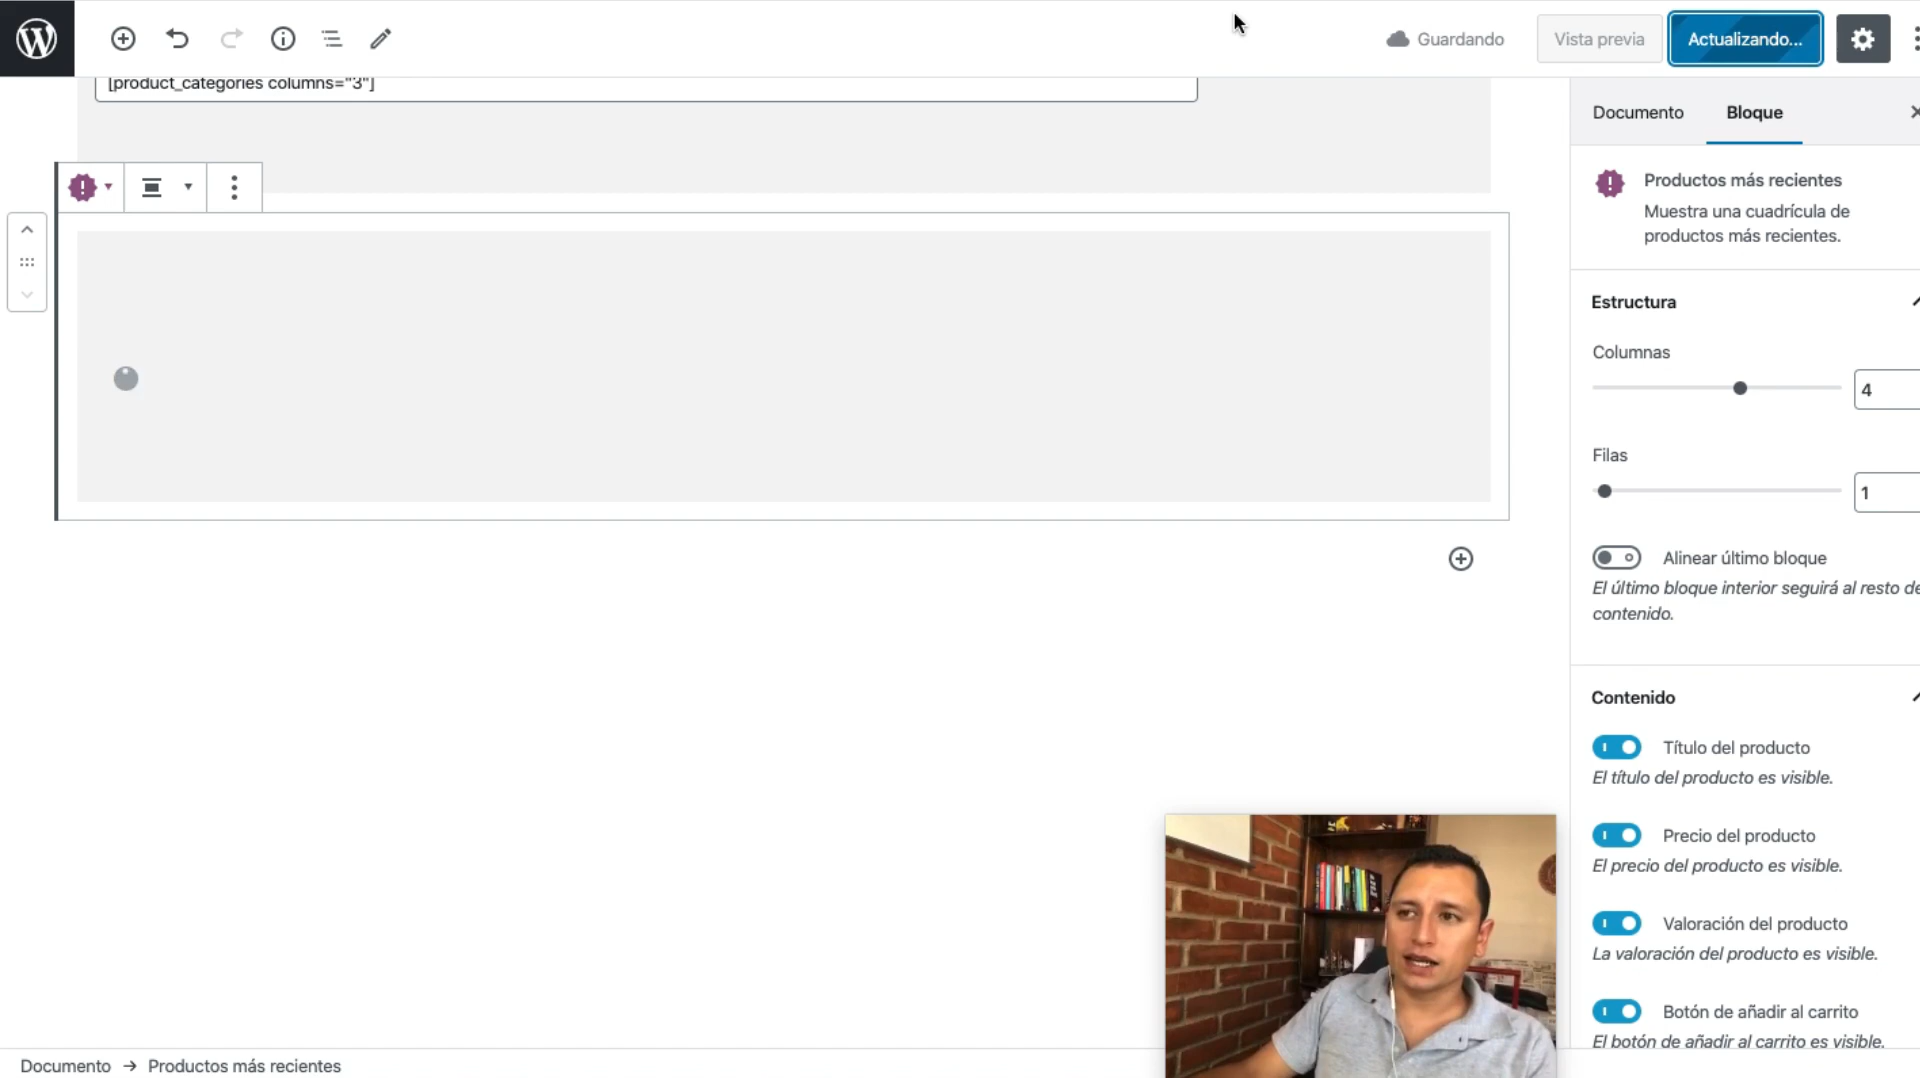 Guardando
Vista previa
Actualizando...
[product_categories columns="3"]
Documento
Bloque
Productos más recientes
Muestra una cuadrícula de
productos más recientes.
Estructura
Columnas
4
Filas
1
Alinear último bloque
El último bloque interior seguirá al resto de
contenido.
Contenido
Título del producto
El título del producto es visible.
Precio del producto
El precio del producto es visible.
Valoración del producto
La valoración del producto es visible.
Botón de añadir al carrito
El botón de añadir al carrito es visible.
Documento → Productos más recientes